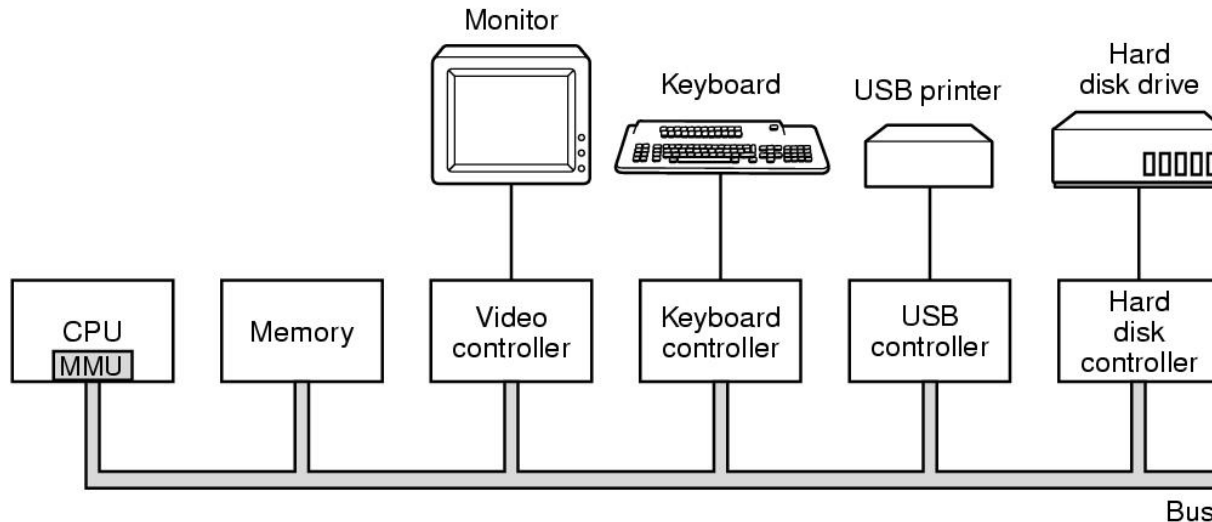 Monitor
Keyboard
USB printer
Hard
disk drive
CPU
MMU
Memory
Video
controller
Keyboard
controller
USB
controller
Hard
disk
controller
Bus